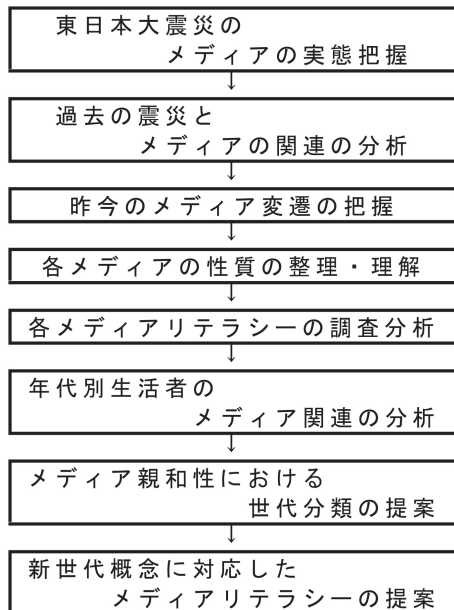 東日本大震災の
メディアの実態把握
↓
過去の震災と
メディアの関連の分析
↓
昨今のメディア変遷の把握
↓
各メディアの性質の整理・理解
↓
各メディアリテラシーの調査分析
↓
年代別生活者の
メディア関連の分析
↓
メディア親和性における
世代分類の提案
↓
新世代概念に対応した
メディアリテラシーの提案